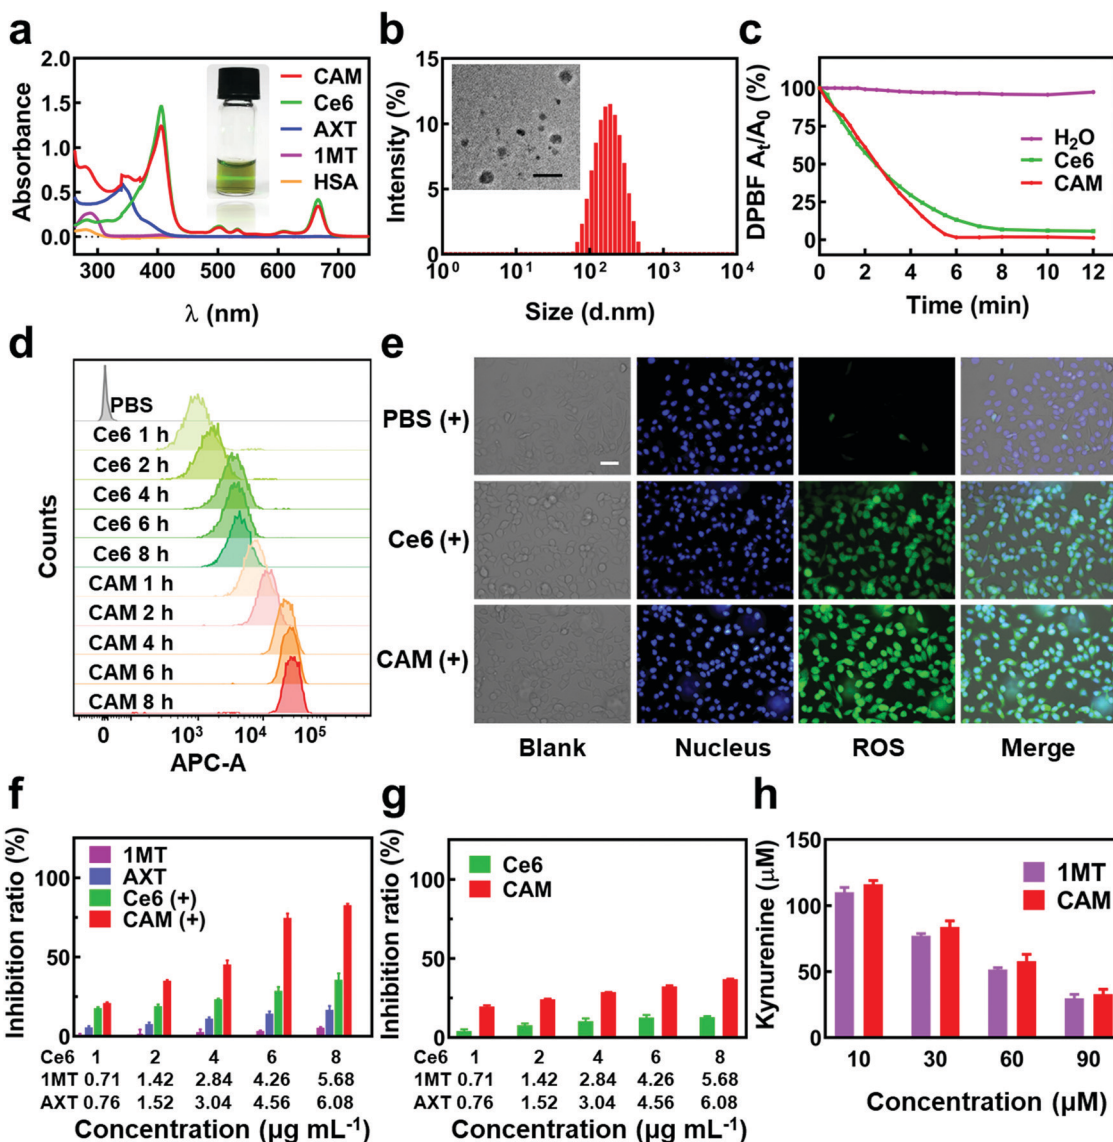 a
Absorbance
2.0
1.5
1.0
0.5
0.0
300 400 500 600 700
λ (nm)
CAM
Ce6
AXT
1MT
HSA
b
Intensity (%)
15
10
5
0
10⁰ 10¹ 10² 10³ 10⁴
Size (d.nm)
c
DPBF Aₜ/A₀ (%)
100
75
50
25
0
0 2 4 6 8 10 12
Time (min)
H₂O
Ce6
CAM
d
Counts
PBS
Ce6 1 h
Ce6 2 h
Ce6 4 h
Ce6 6 h
Ce6 8 h
CAM 1 h
CAM 2 h
CAM 4 h
CAM 6 h
CAM 8 h
0 10³ 10⁴ 10⁵
APC-A
e
PBS (+)
Ce6 (+)
CAM (+)
Blank Nucleus ROS Merge
f
Inhibition ratio (%)
100
50
0
1MT
AXT
Ce6 (+)
CAM (+)
Ce6 1 2 4 6 8
1MT 0.71 1.42 2.84 4.26 5.68
AXT 0.76 1.52 3.04 4.56 6.08
Concentration (µg mL⁻¹)
g
Inhibition ratio (%)
100
50
0
Ce6
CAM
Ce6 1 2 4 6 8
1MT 0.71 1.42 2.84 4.26 5.68
AXT 0.76 1.52 3.04 4.56 6.08
Concentration (µg mL⁻¹)
h
Kynurenine (µM)
150
100
50
0
1MT
CAM
10 30 60 90
Concentration (µM)